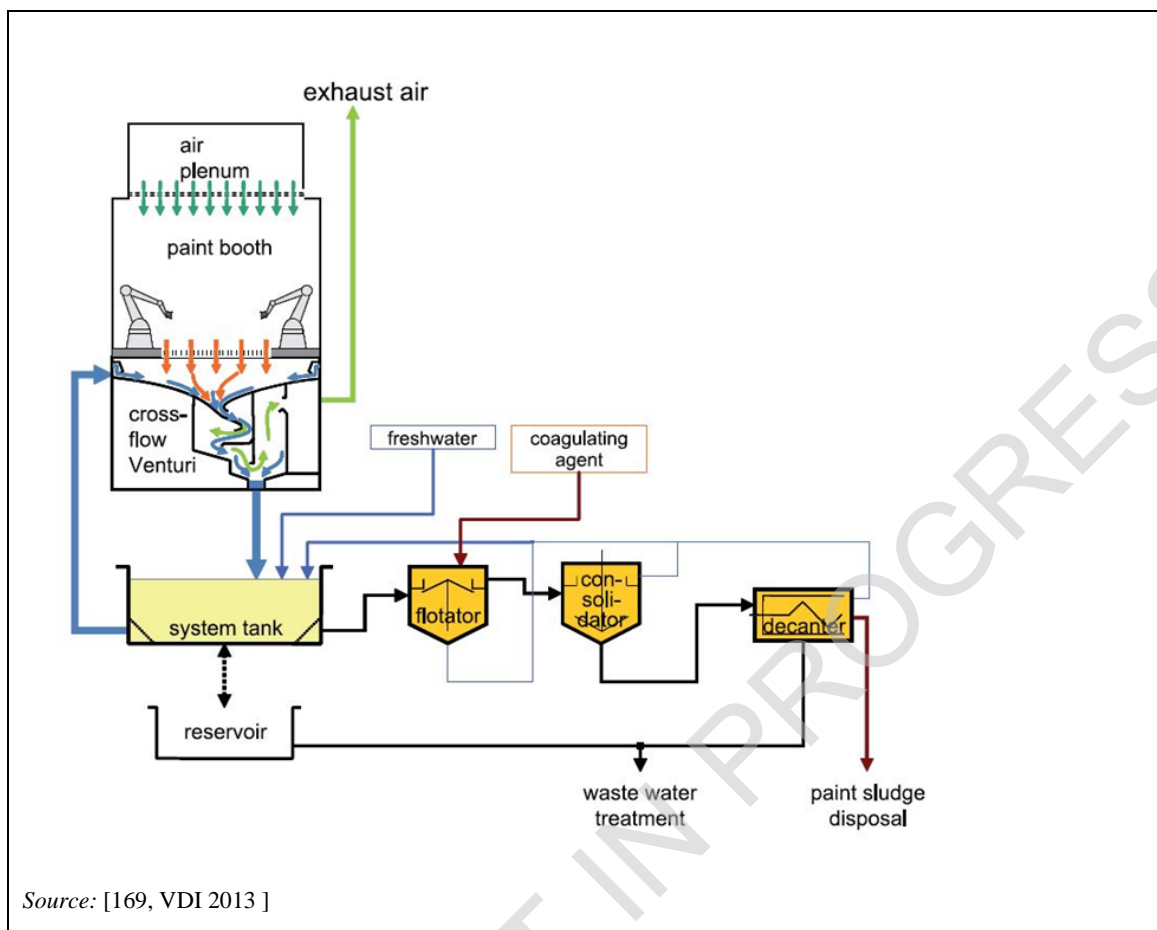 exhaust air
air
plenum
paint booth
cross-
flow
Venturi
freshwater
coagulating
agent
system tank
flotator
con-
soli-
dator
decanter
reservoir
waste water
treatment
paint sludge
disposal
Source: [169, VDI 2013 ]
T IN PROGRESS